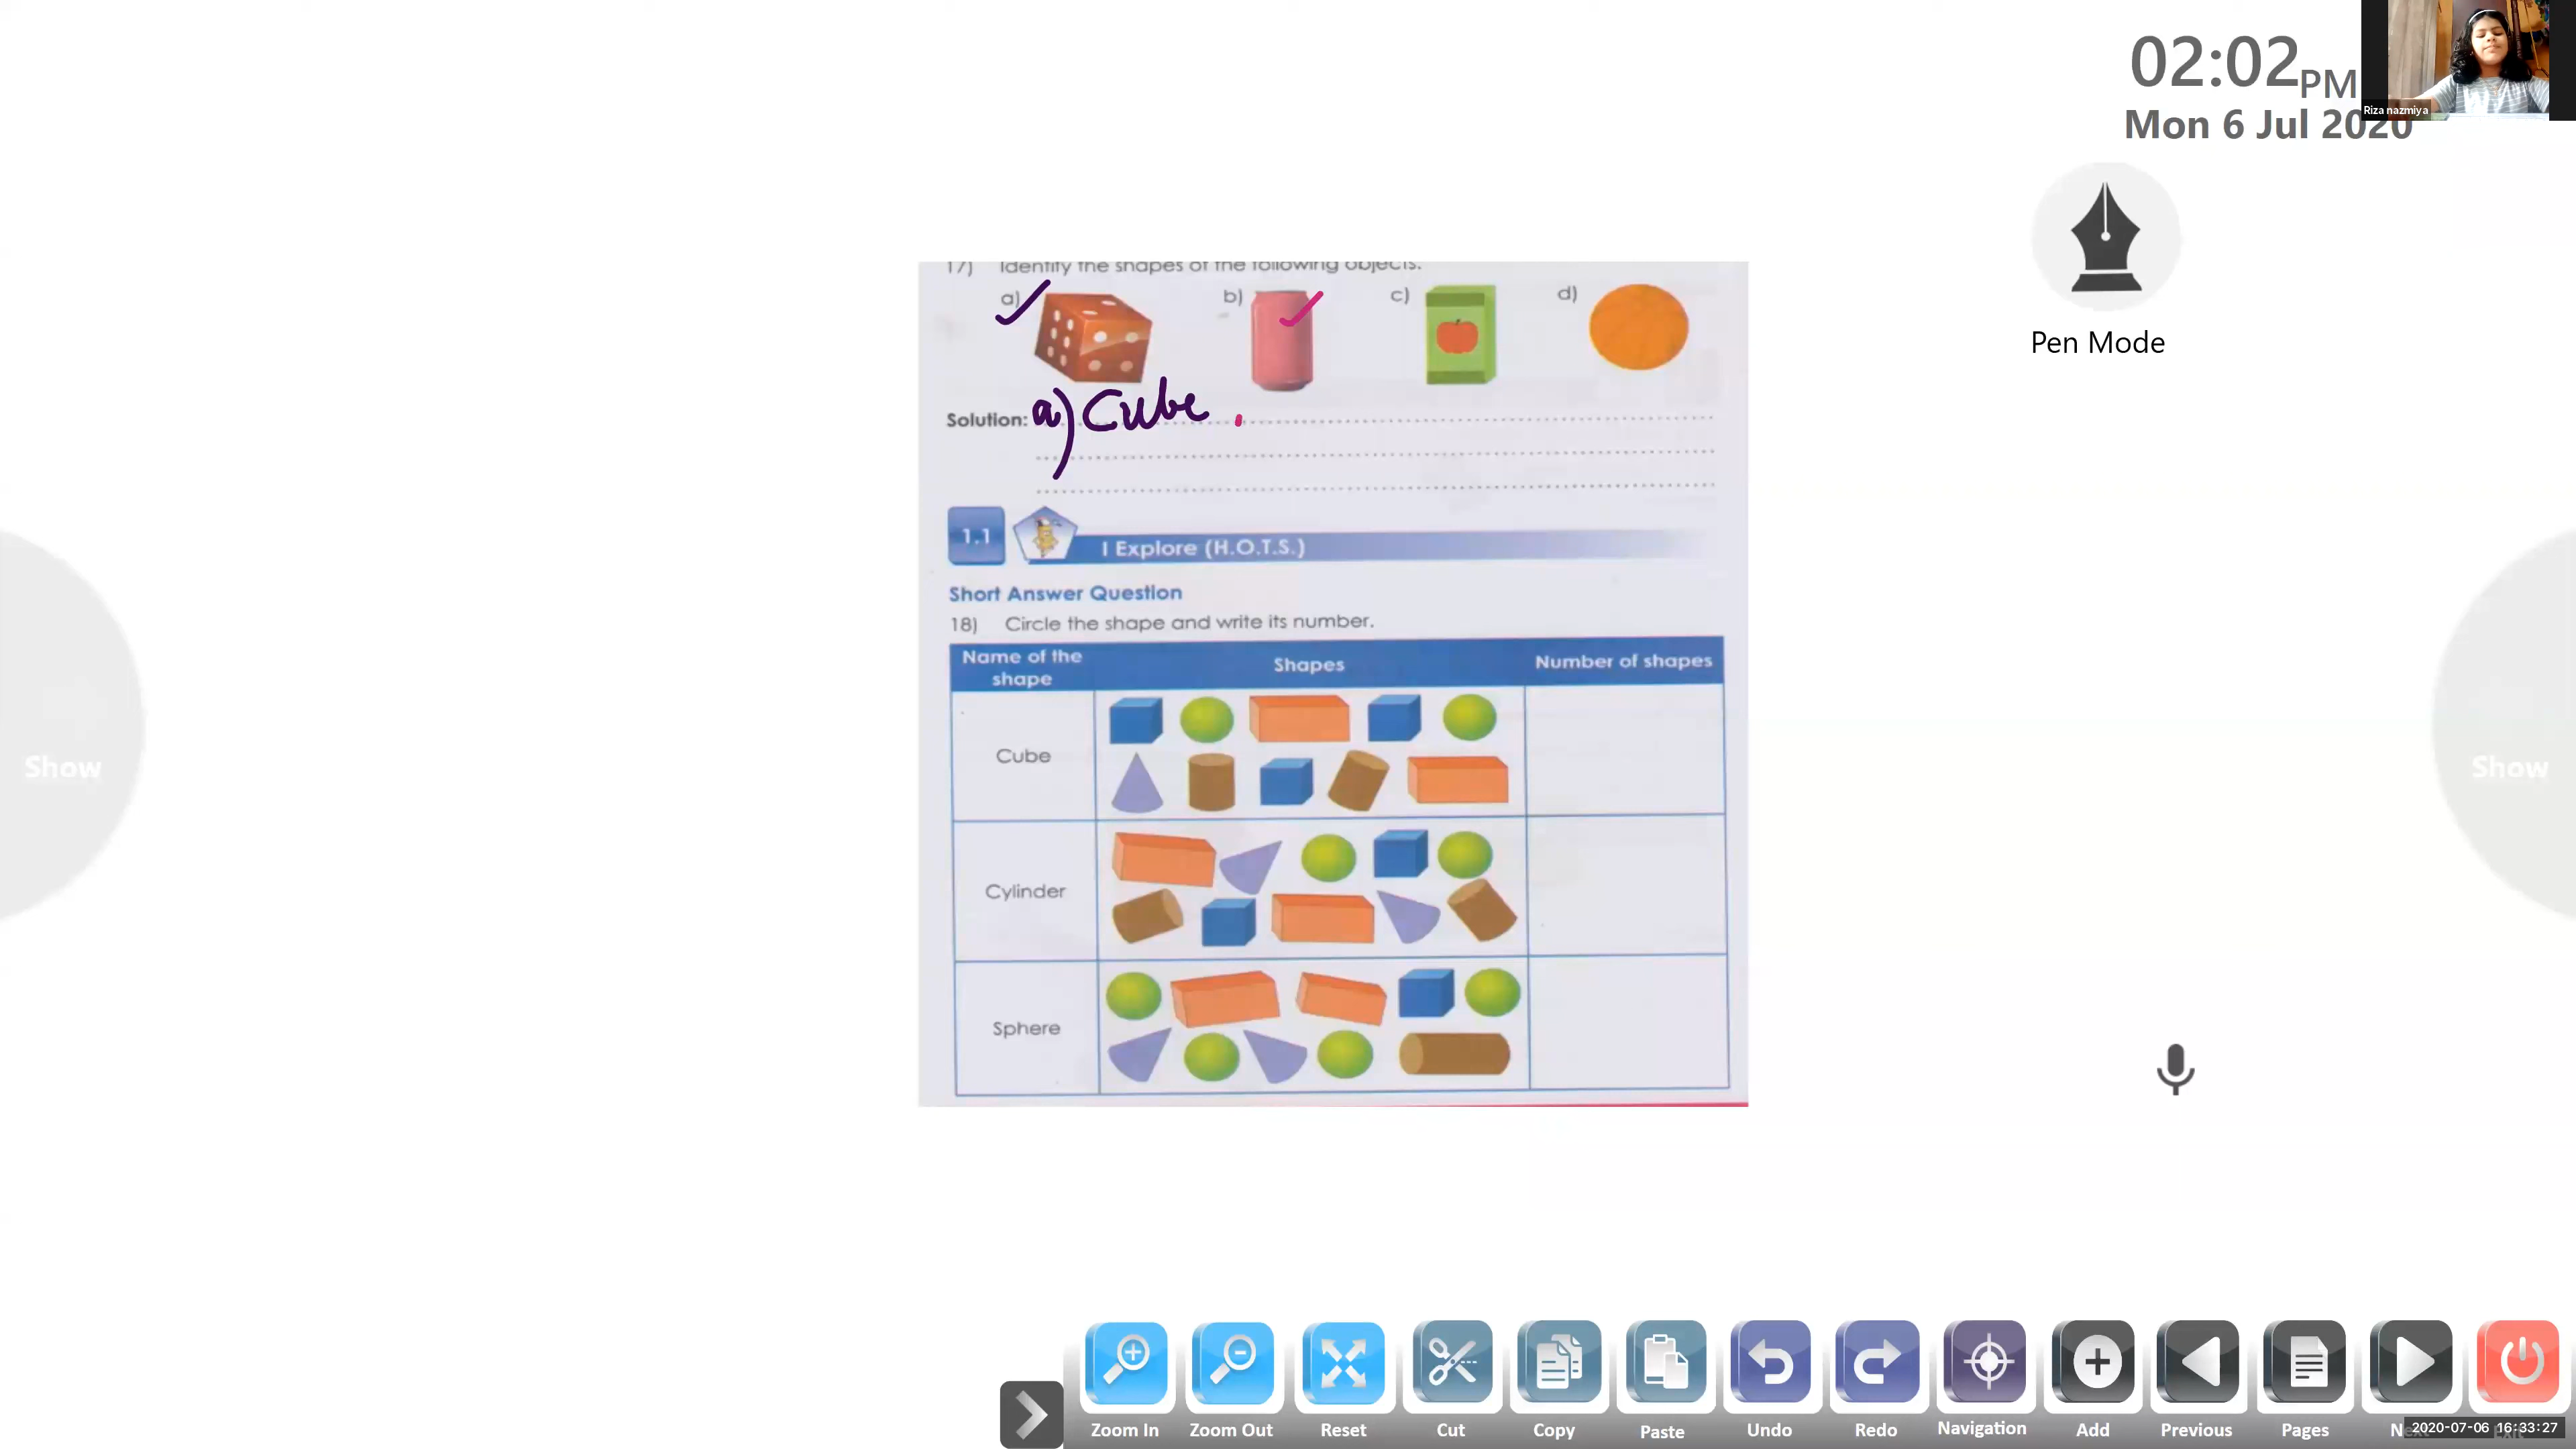 02:02 PM
Mon 6 Jul 2020
Riza nazmiya
Pen Mode
17) Identify the shapes of the following objects.
a) b) c) d)
Solution: a) Cube
1.1 I Explore (H.O.T.S.)
Short Answer Question
18) Circle the shape and write its number.
Name of the shape Shapes Number of shapes
Cube
Cylinder
Sphere
Show
Show
Zoom In Zoom Out Reset Cut Copy Paste Undo Redo Navigation Add Previous Pages
2020-07-06 16:33:27